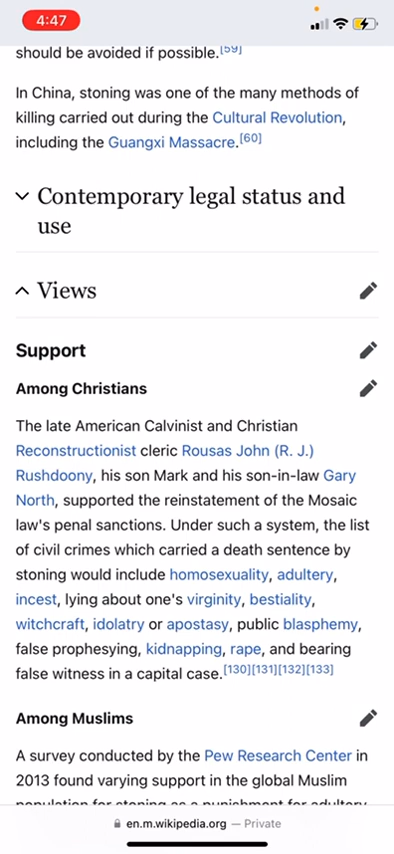 4:47
should be avoided if possible.[59]
In China, stoning was one of the many methods of
killing carried out during the Cultural Revolution,
including the Guangxi Massacre.[60]
Contemporary legal status and
use
Views
Support
Among Christians
The late American Calvinist and Christian
Reconstructionist cleric Rousas John (R. J.)
Rushdoony, his son Mark and his son-in-law Gary
North, supported the reinstatement of the Mosaic
law's penal sanctions. Under such a system, the list
of civil crimes which carried a death sentence by
stoning would include homosexuality, adultery,
incest, lying about one's virginity, bestiality,
witchcraft, idolatry or apostasy, public blasphemy,
false prophesying, kidnapping, rape, and bearing
false witness in a capital case.[130][131][132][133]
Among Muslims
A survey conducted by the Pew Research Center in
2013 found varying support in the global Muslim
population for stoning as a punishment for adultery
en.m.wikipedia.org — Private